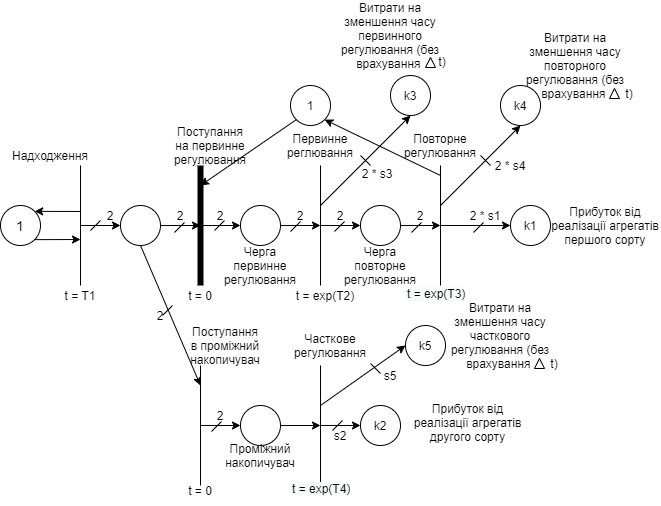 Витрати на
зменшення часу
первинного
регулювання (без
врахування Δ t)
Витрати на
зменшення часу
повторного
регулювання (без
врахування Δ t)
k3
k4
1
Поступання
на первинне
регулювання
Первинне
реглювання
Повторне
регулювання
Надходження
2 * s3
2 * s4
1
2
2
2
2
2
2
2 * s1
k1
Прибуток від
реалізації агрегатів
першого сорту
Черга
первинне
регулювання
Черга
повторне
регулювання
t = T1
t = 0
t = exp(T2)
t = exp(T3)
2
Поступання
в проміжний
накопичувач
Часткове
регулювання
k5
Витрати на
зменшення часу
часткового
регулювання (без
врахування Δ t)
s5
2
s2
k2
Прибуток від
реалізації агрегатів
другого сорту
Проміжний
накопичувач
t = 0
t = exp(T4)